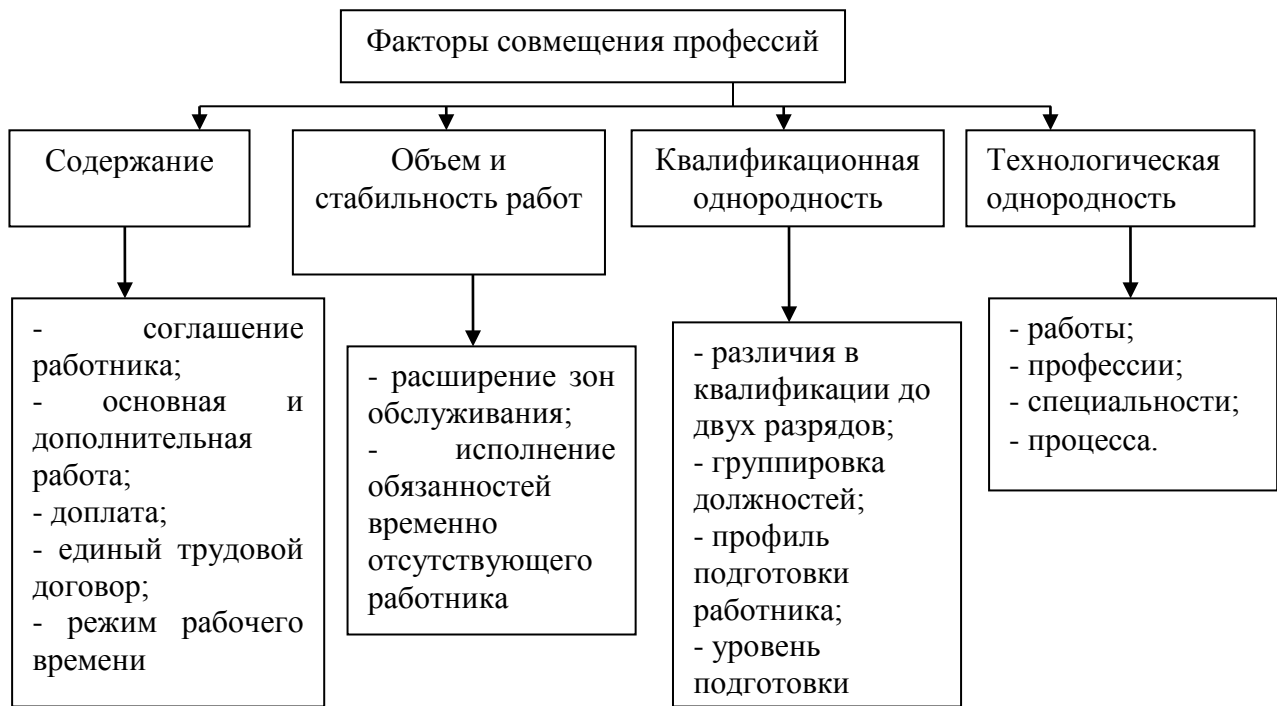 Факторы совмещения профессий
Содержание
Объем и
стабильность работ
Квалификационная
однородность
Технологическая
однородность
- соглашение
работника;
- основная и
дополнительная
работа;
- доплата;
- единый трудовой
договор;
- режим рабочего
времени
- расширение зон
обслуживания;
- исполнение
обязанностей
временно
отсутствующего
работника
- различия в
квалификации до
двух разрядов;
- группировка
должностей;
- профиль
подготовки
работника;
- уровень
подготовки
- работы;
- профессии;
- специальности;
- процесса.